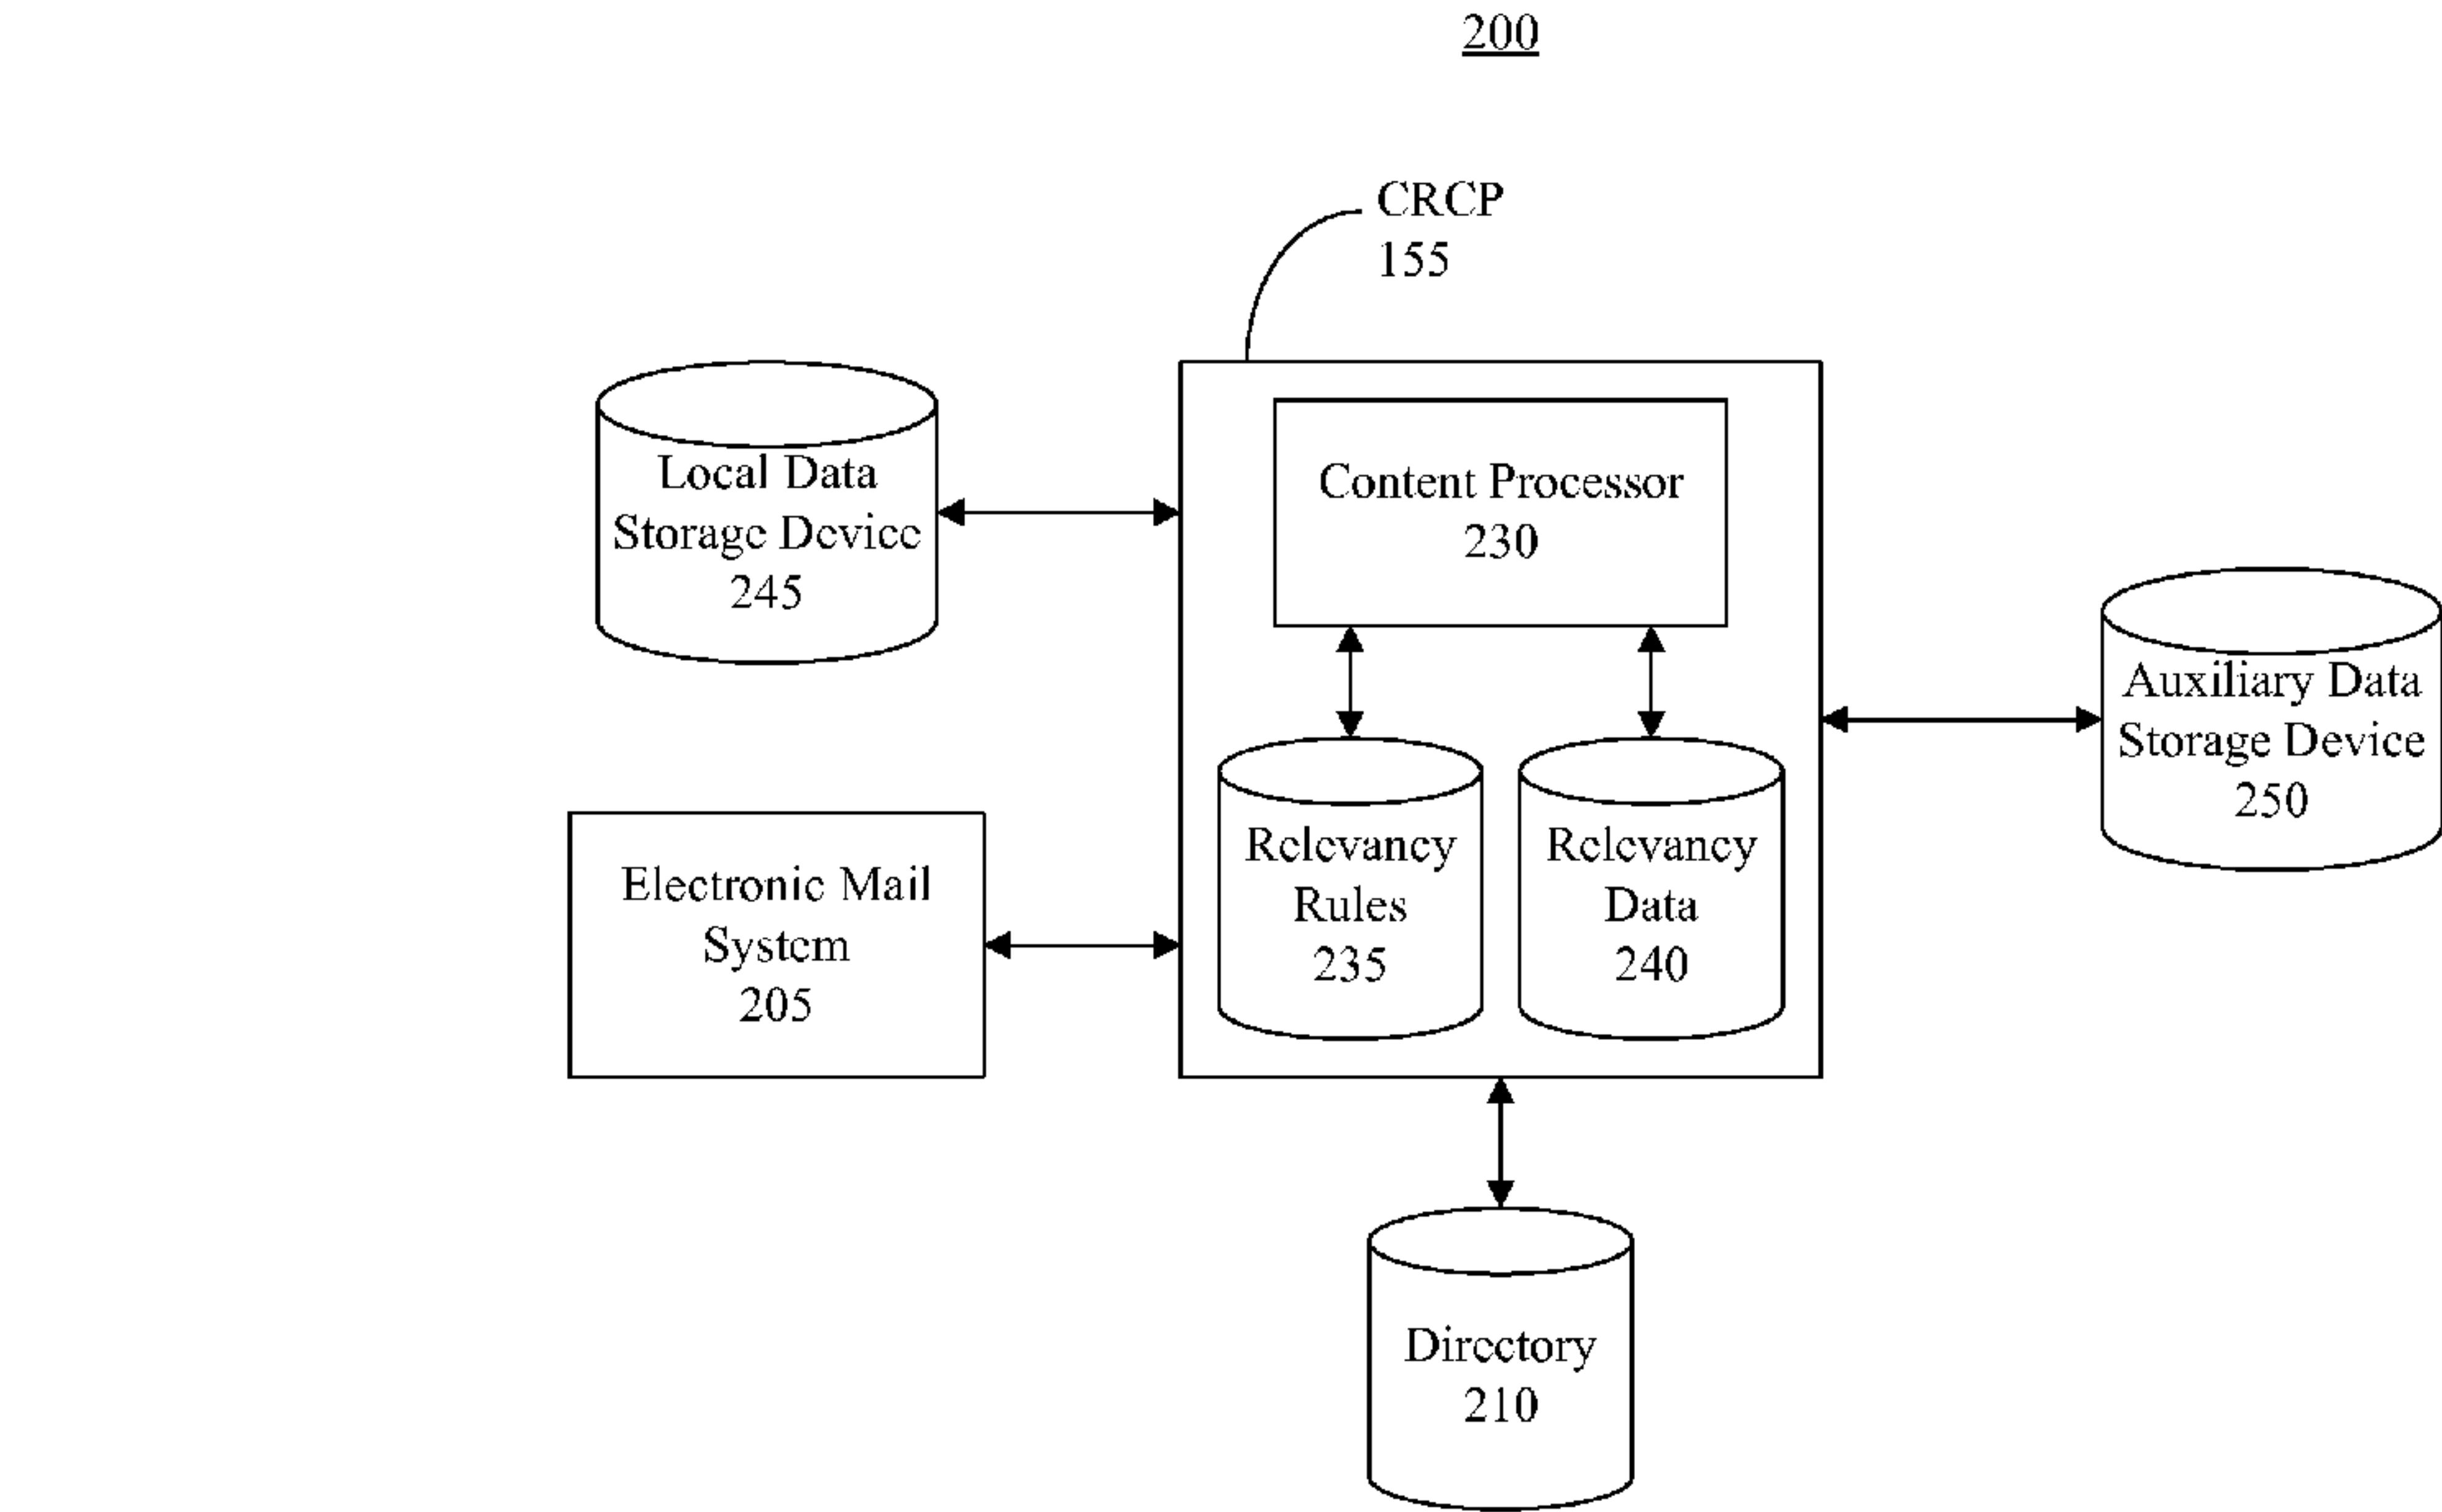 200
CRCP
155
Local Data
Storage Device
245
Content Processor
230
Auxiliary Data
Storage Device
250
Relevancy
Rules
235
Relevancy
Data
240
Electronic Mail
System
205
Directory
210